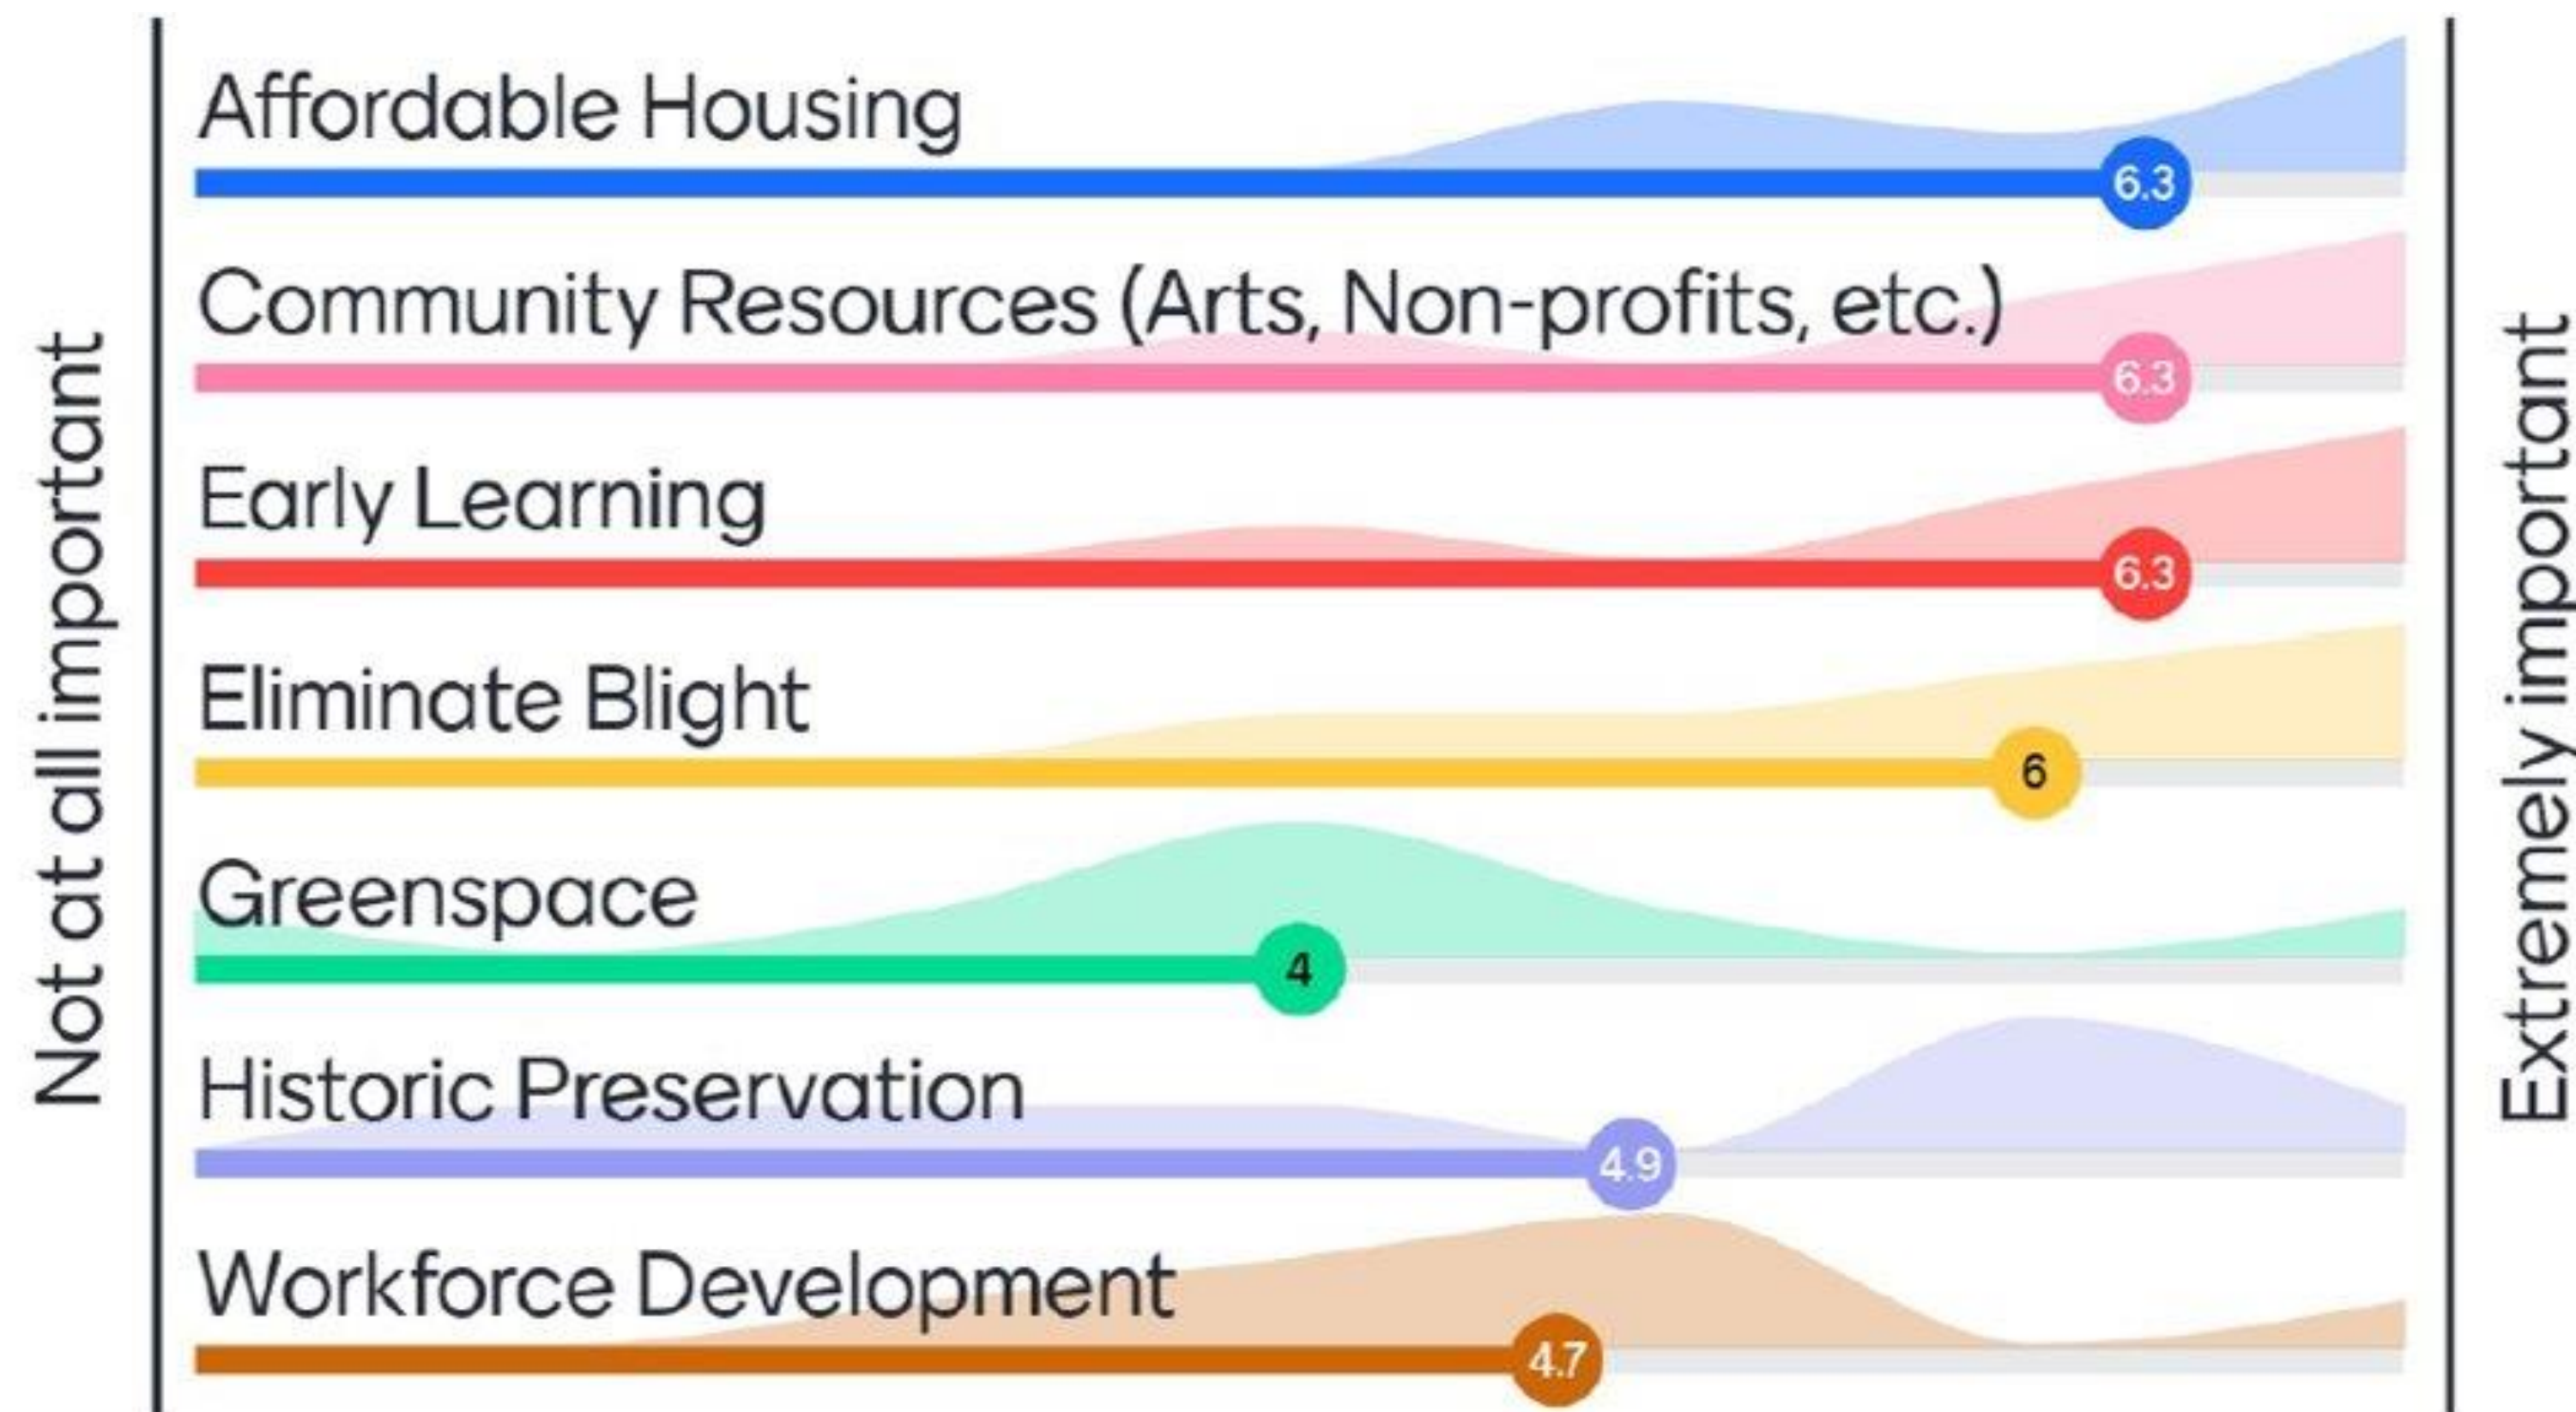 Not at all important
Affordable Housing
6.3
Community Resources (Arts, Non-profits, etc.)
6.3
Early Learning
6.3
Eliminate Blight
6
Greenspace
4
Historic Preservation
4.9
Workforce Development
4.7
Extremely important